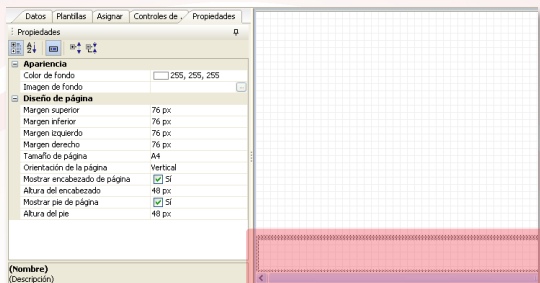 Datos Plantillas Asignar Controles de . Propiedades
Propiedades
Apariencia
Color de fondo 255, 255, 255
Imagen de fondo
Diseño de página
Margen superior 76 px
Margen inferior 76 px
Margen izquierdo 76 px
Margen derecho 76 px
Tamaño de página A4
Orientación de la página Vertical
Mostrar encabezado de página Sí
Altura del encabezado 48 px
Mostrar pie de página Sí
Altura del pie 48 px
(Nombre)
(Descripción)